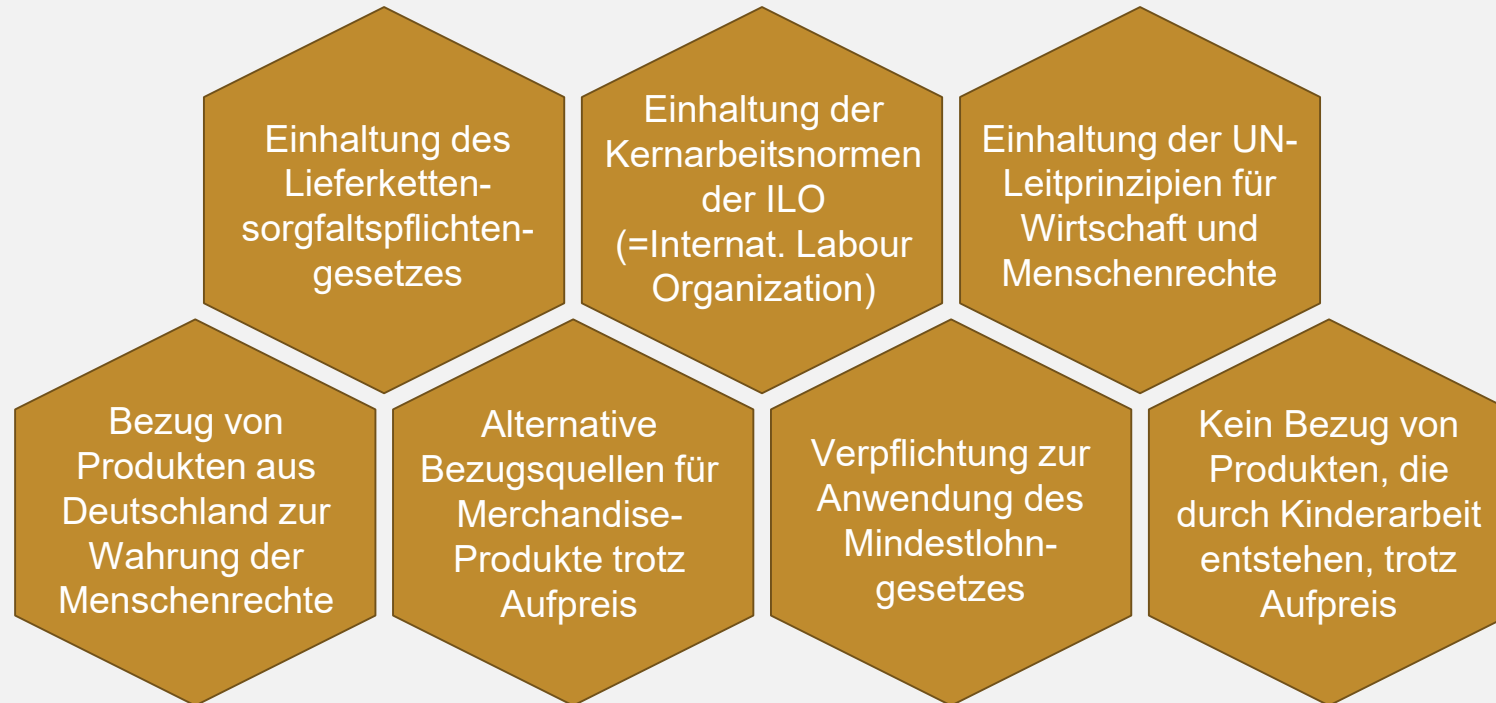 Einhaltung des
Lieferketten-
sorgfaltspflichten-
gesetzes
Einhaltung der
Kernarbeitsnormen
der ILO
(=Internat. Labour
Organization)
Einhaltung der UN-
Leitprinzipien für
Wirtschaft und
Menschenrechte
Bezug von
Produkten aus
Deutschland zur
Wahrung der
Menschenrechte
Alternative
Bezugsquellen für
Merchandise-
Produkte trotz
Aufpreis
Verpflichtung zur
Anwendung des
Mindestlohn-
gesetzes
Kein Bezug von
Produkten, die
durch Kinderarbeit
entstehen, trotz
Aufpreis